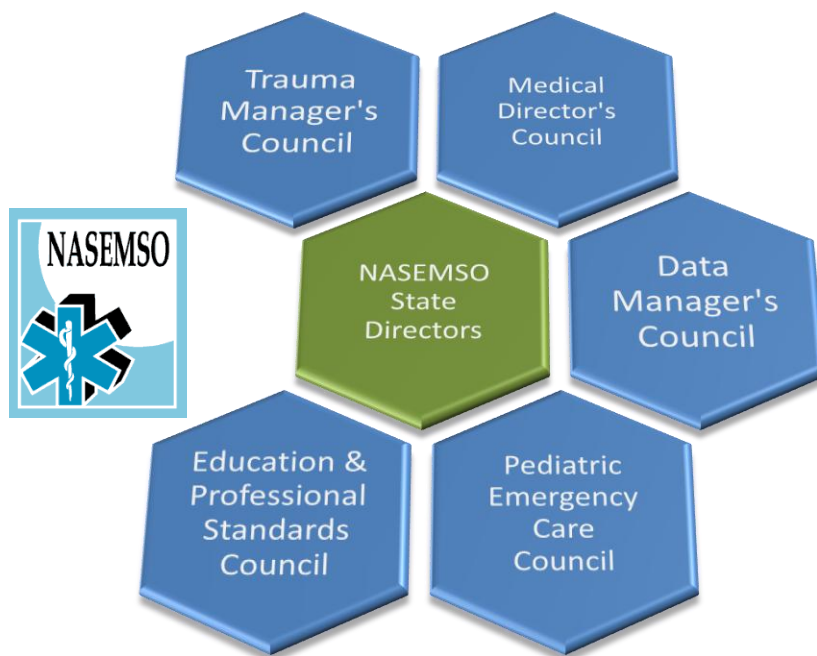 Trauma
Manager's
Council
Medical
Director's
Council
NASEMSO
NASEMSO
State
Directors
Data
Manager's
Council
Education &
Professional
Standards
Council
Pediatric
Emergency
Care
Council